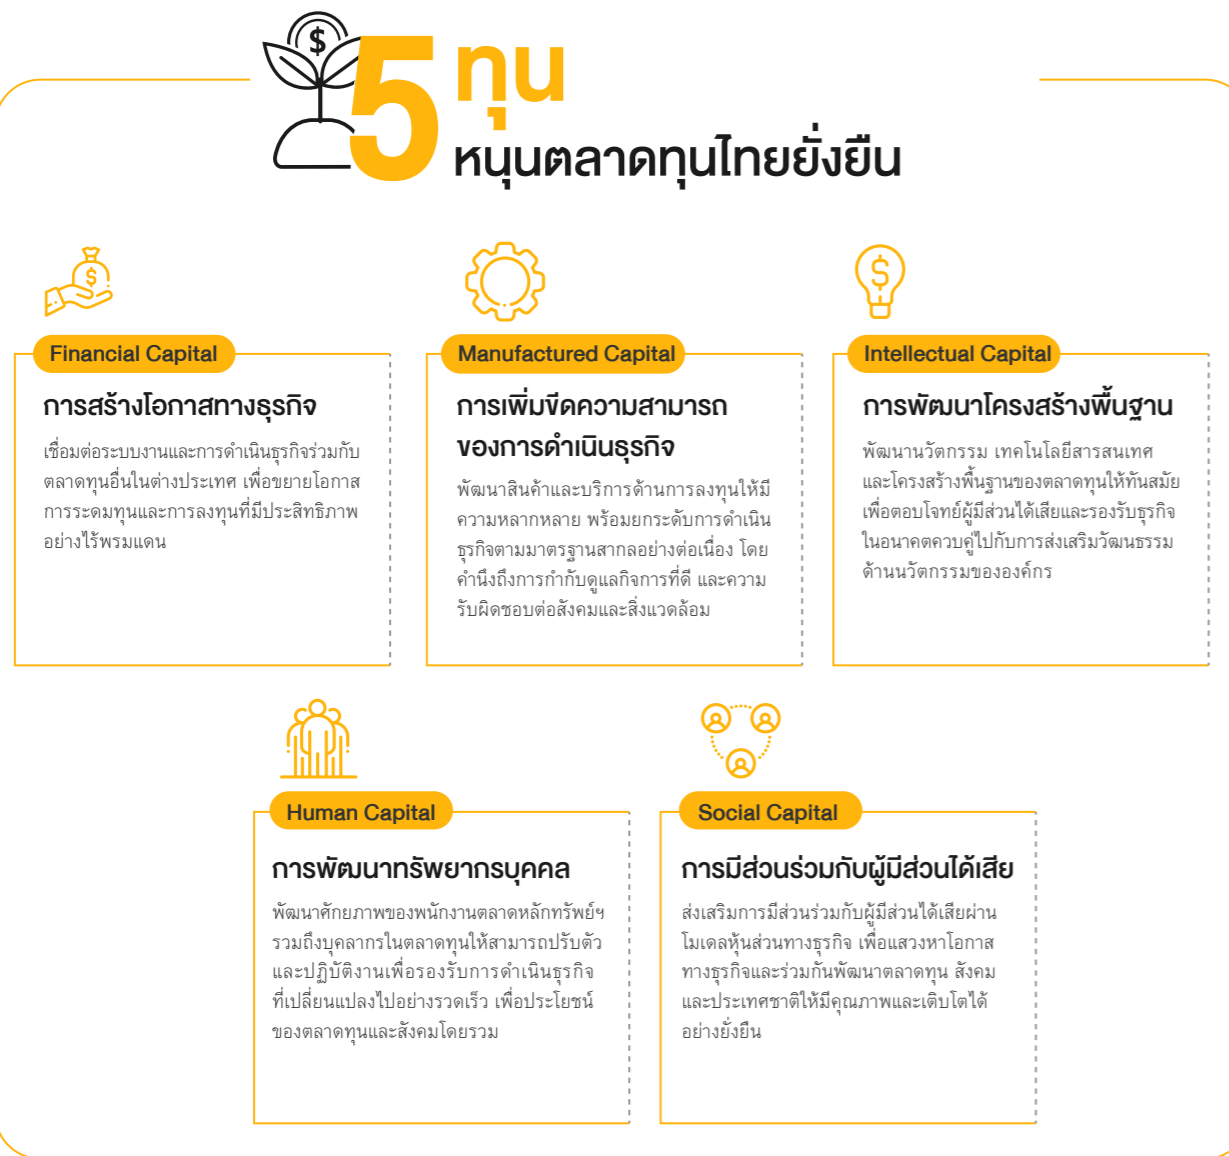 $
5 ทุน
หนุนตลาดทุนไทยยั่งยืน
$
$
Financial Capital
การสร้างโอกาสทางธุรกิจ
เชื่อมต่อระบบงานและการดำเนินธุรกิจร่วมกับ
ตลาดทุนอื่นในต่างประเทศ เพื่อขยายโอกาส
การระดมทุนและการลงทุนที่มีประสิทธิภาพ
อย่างไร้พรมแดน
Manufactured Capital
การเพิ่มขีดความสามารถ
ของการดำเนินธุรกิจ
พัฒนาสินค้าและบริการด้านการลงทุนให้มี
ความหลากหลาย พร้อมยกระดับการดำเนิน
ธุรกิจตามมาตรฐานสากลอย่างต่อเนื่อง โดย
คำนึงถึงการกำกับดูแลกิจการที่ดี และความ
รับผิดชอบต่อสังคมและสิ่งแวดล้อม
Intellectual Capital
การพัฒนาโครงสร้างพื้นฐาน
พัฒนานวัตกรรม เทคโนโลยีสารสนเทศ
และโครงสร้างพื้นฐานของตลาดทุนให้ทันสมัย
เพื่อตอบโจทย์ผู้มีส่วนได้เสียและรองรับธุรกิจ
ในอนาคตควบคู่ไปกับการส่งเสริมวัฒนธรรม
ด้านนวัตกรรมขององค์กร
Human Capital
การพัฒนาทรัพยากรบุคคล
พัฒนาศักยภาพของพนักงานตลาดหลักทรัพย์ฯ
รวมถึงบุคลากรในตลาดทุนให้สามารถปรับตัว
และปฏิบัติงานเพื่อรองรับการดำเนินธุรกิจ
ที่เปลี่ยนแปลงไปอย่างรวดเร็ว เพื่อประโยชน์
ของตลาดทุนและสังคมโดยรวม
Social Capital
การมีส่วนร่วมกับผู้มีส่วนได้เสีย
ส่งเสริมการมีส่วนร่วมกับผู้มีส่วนได้เสียผ่าน
โมเดลหุ้นส่วนทางธุรกิจ เพื่อแสวงหาโอกาส
ทางธุรกิจและร่วมกันพัฒนาตลาดทุน สังคม
และประเทศชาติให้มีคุณภาพและเติบโตได้
อย่างยั่งยืน